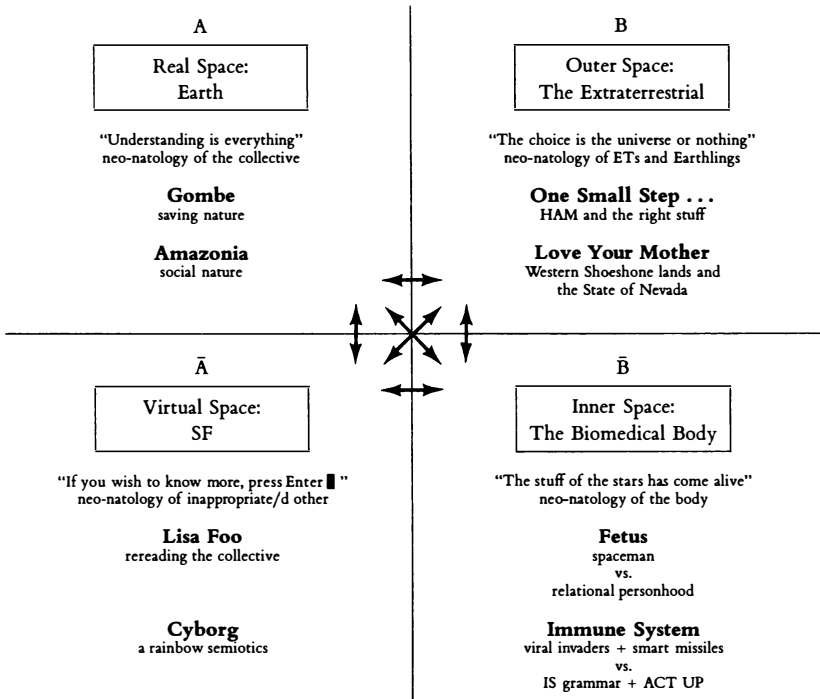 A
Real Space:
Earth
“Understanding is everything”
neo-natology of the collective
Gombe
saving nature
Amazonia
social nature
B
Outer Space:
The Extraterrestrial
“The choice is the universe or nothing”
neo-natology of ETs and Earthlings
One Small Step . . .
HAM and the right stuff
Love Your Mother
Western Shoeshone lands and
the State of Nevada
Ā
Virtual Space:
SF
“If you wish to know more, press Enter ▮ ”
neo-natology of inappropriate/d other
Lisa Foo
rereading the collective
Cyborg
a rainbow semiotics
B̄
Inner Space:
The Biomedical Body
“The stuff of the stars has come alive”
neo-natology of the body
Fetus
spaceman
vs.
relational personhood
Immune System
viral invaders + smart missiles
vs.
IS grammar + ACT UP